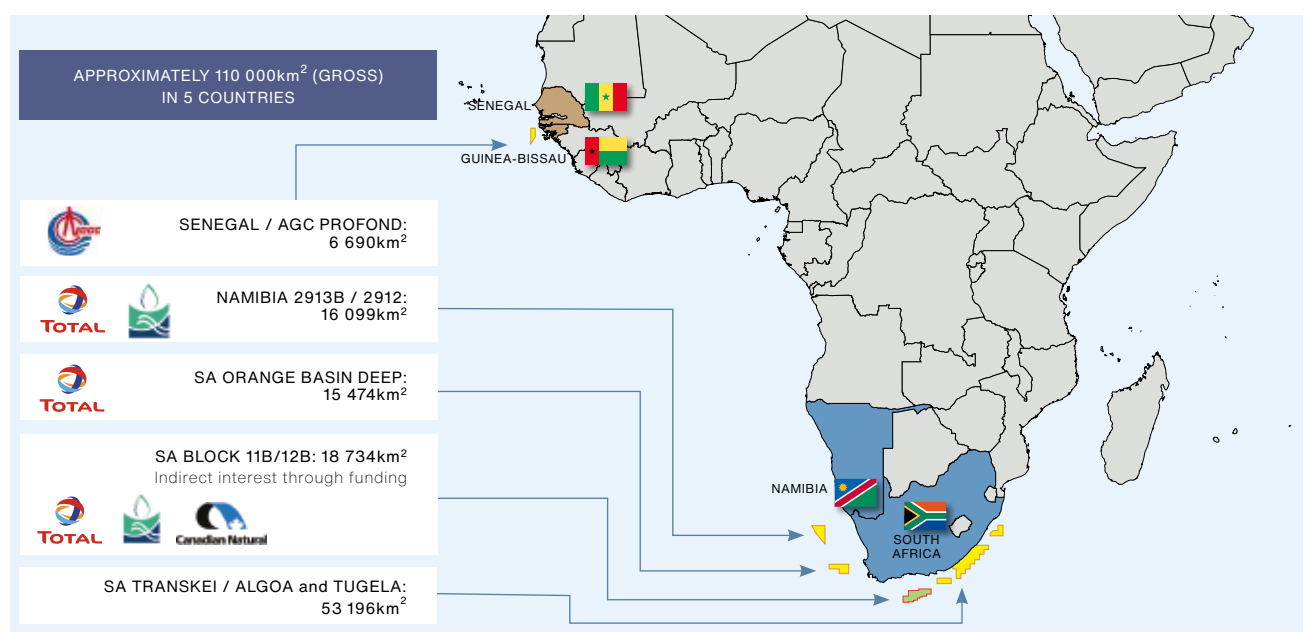 APPROXIMATELY 110 000km² (GROSS)
IN 5 COUNTRIES
SENEGAL
GUINEA-BISSAU
SENEGAL / AGC PROFOND:
6 690km²
TOTAL
NAMIBIA 2913B / 2912:
16 099km²
TOTAL
SA ORANGE BASIN DEEP:
15 474km²
SA BLOCK 11B/12B: 18 734km²
Indirect interest through funding
TOTAL
Canadian Natural
SA TRANSKEI / ALGOA and TUGELA:
53 196km²
NAMIBIA
SOUTH
AFRICA